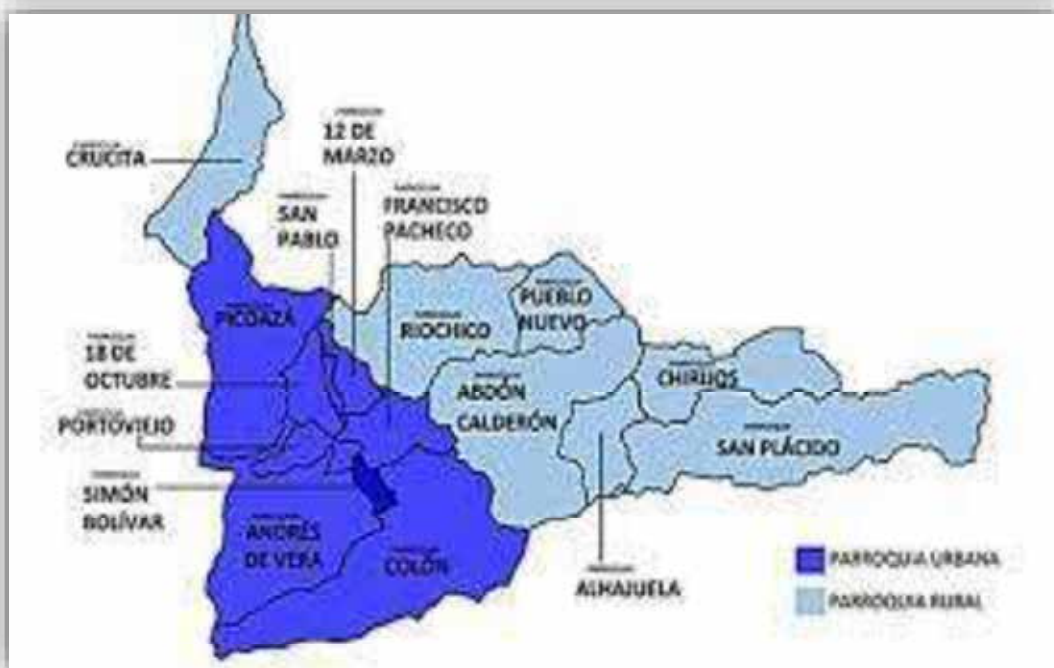 CRUCITA
12 DE
MARZO
SAN
PABLO
FRANCISCO
PACHECO
PICOAZÁ
RIOCHICO
PUEBLO
NUEVO
18 DE
OCTUBRE
CHIRIJOS
ABDÓN
CALDERÓN
PORTOVIEJO
SAN PLÁCIDO
SIMÓN
BOLÍVAR
ANDRÉS
DE VERA
COLÓN
ALHAJUELA
PARROQUIA URBANA
PARROQUIA RURAL